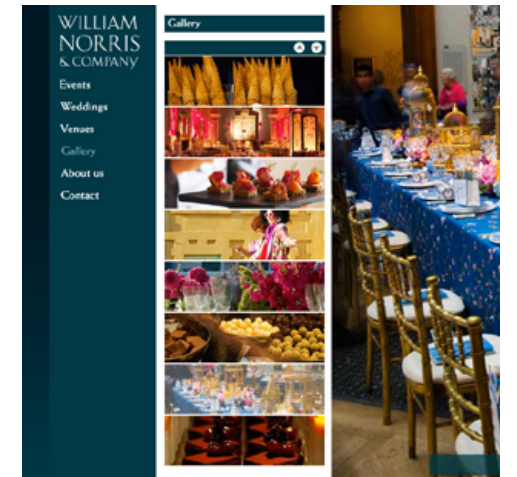 WILLIAM
NORRIS
& COMPANY
Events
Weddings
Venues
Gallery
About us
Contact
Gallery